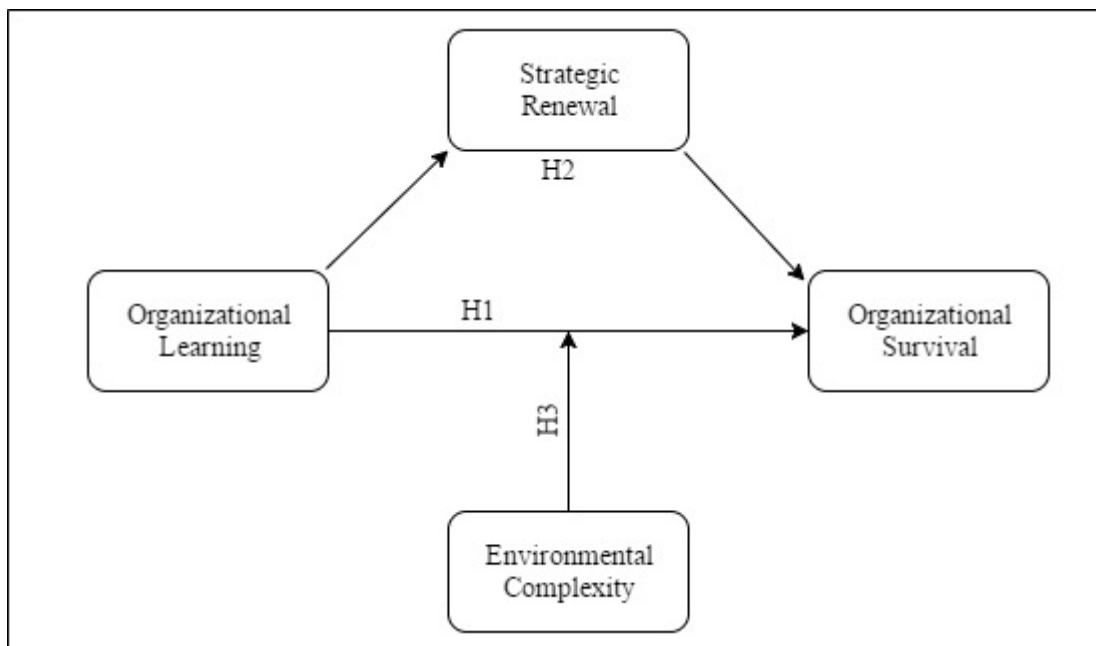 Strategic
Renewal
H2
Organizational
Learning
H1
Organizational
Survival
H3
Environmental
Complexity